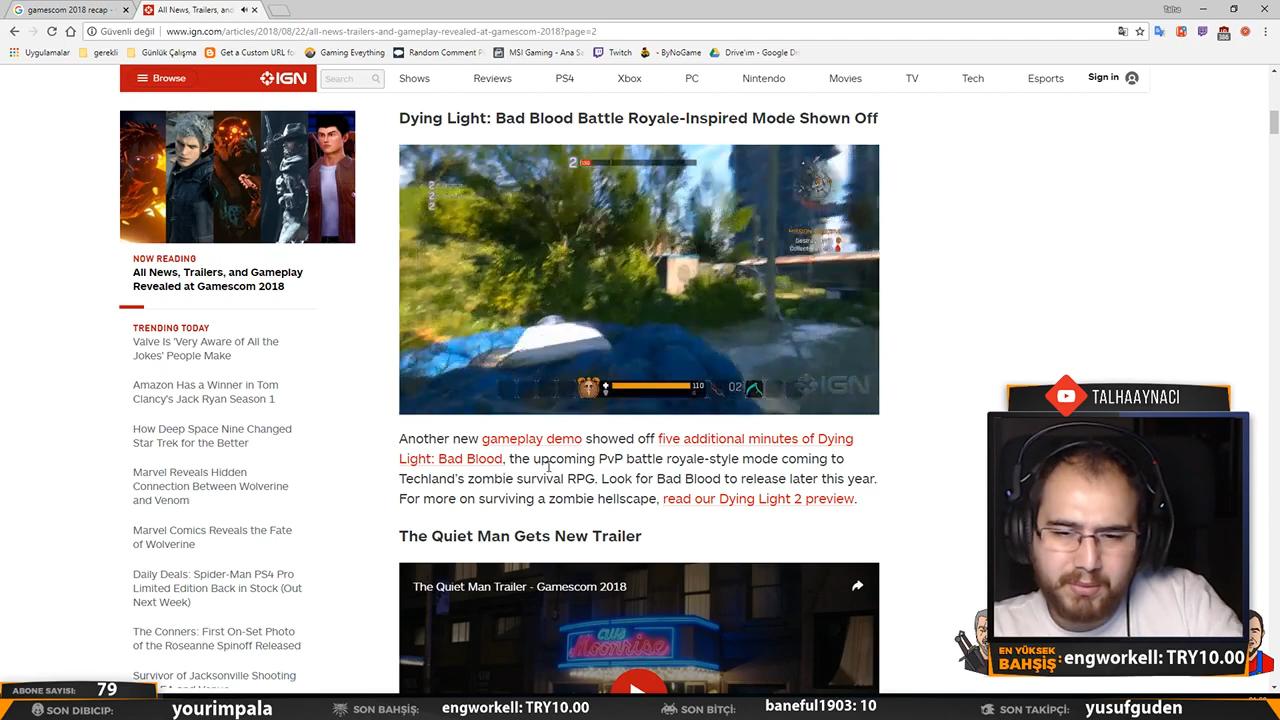 gamescom 2018 recap -
All News, Trailers, and
Talha
Güvenli değil
www.ign.com/articles/2018/08/22/all-news-trailers-and-gameplay-revealed-at-gamescom-2018?page=2
Uygulamalar
gerekli
Günlük Çalışma
Get a Custom URL for
Gaming Eveything
Random Comment P
MSI Gaming - Ana Sa
Twitch
- ByNoGame
Drive'ım - Google D
Browse
IGN
Search
Shows
Reviews
PS4
Xbox
PC
Nintendo
Movies
TV
Tech
Esports
Sign in
NOW READING
All News, Trailers, and Gameplay
Revealed at Gamescom 2018
TRENDING TODAY
Valve Is 'Very Aware of All the
Jokes' People Make
Amazon Has a Winner in Tom
Clancy's Jack Ryan Season 1
How Deep Space Nine Changed
Star Trek for the Better
Marvel Reveals Hidden
Connection Between Wolverine
and Venom
Marvel Comics Reveals the Fate
of Wolverine
Daily Deals: Spider-Man PS4 Pro
Limited Edition Back in Stock (Out
Next Week)
The Conners: First On-Set Photo
of the Roseanne Spinoff Released
Survivor of Jacksonville Shooting
Dying Light: Bad Blood Battle Royale-Inspired Mode Shown Off
2
2
2
2
110
02
IGN
Another new gameplay demo showed off five additional minutes of Dying
Light: Bad Blood, the upcoming PvP battle royale-style mode coming to
Techland's zombie survival RPG. Look for Bad Blood to release later this year.
For more on surviving a zombie hellscape, read our Dying Light 2 preview.
The Quiet Man Gets New Trailer
The Quiet Man Trailer - Gamescom 2018
CLUB
Moonrise
TALHAAYNACI
EN YÜKSEK
BAHŞİŞ:
engworkell: TRY10.00
ABONE SAYISI:
79
SON DIBICIP:
yourimpala
SON BAHŞİŞ:
engworkell: TRY10.00
SON BİTÇİ:
baneful1903: 10
SON TAKİPÇİ:
yusufguden